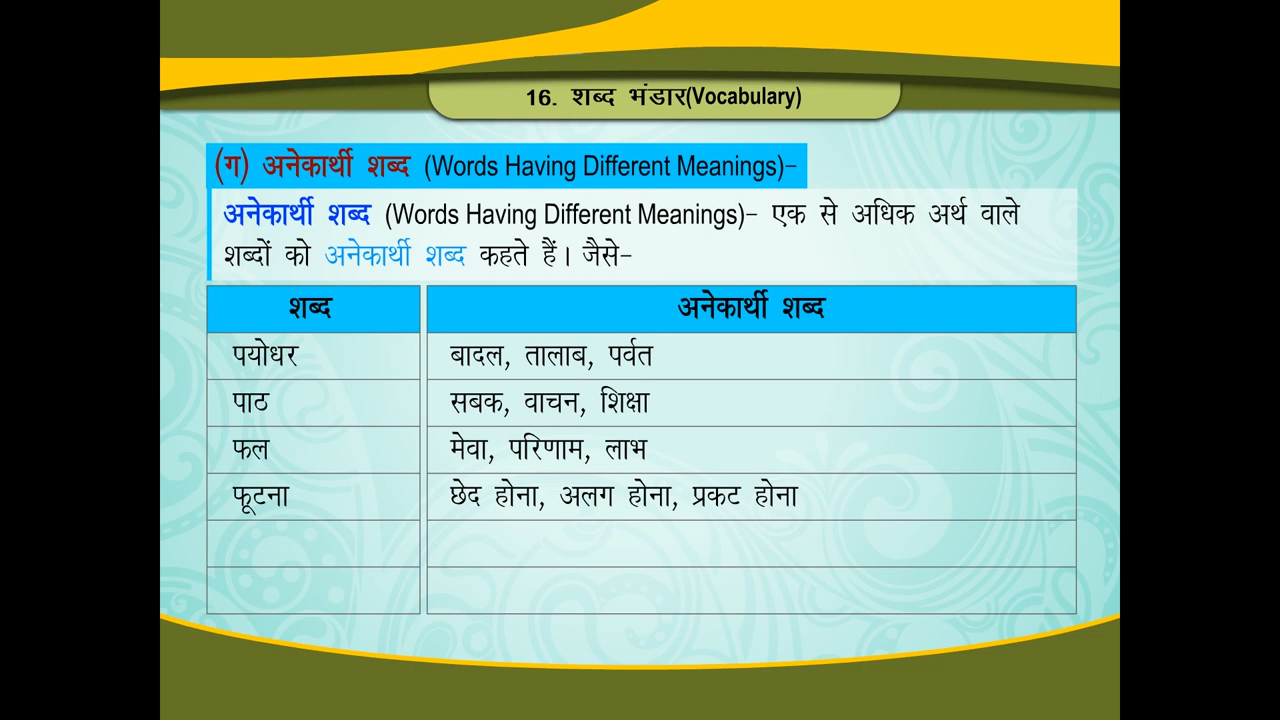 16. शब्द भंडार(Vocabulary)
(ग) अनेकार्थी शब्द (Words Having Different Meanings)-
अनेकार्थी शब्द (Words Having Different Meanings)- एक से अधिक अर्थ वाले
शब्दों को अनेकार्थी शब्द कहते हैं। जैसे-
शब्द अनेकार्थी शब्द
पयोधर बादल, तालाब, पर्वत
पाठ सबक, वाचन, शिक्षा
फल मेवा, परिणाम, लाभ
फूटना छेद होना, अलग होना, प्रकट होना